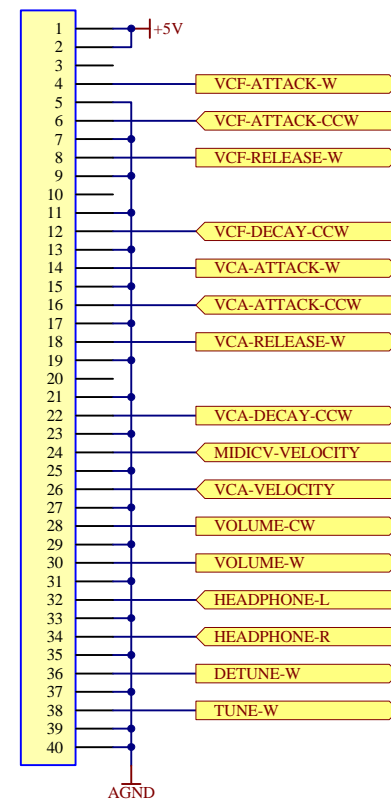 1 +5V
2
3
4 VCF-ATTACK-W
5
6 VCF-ATTACK-CCW
7
8 VCF-RELEASE-W
9
10
11
12 VCF-DECAY-CCW
13
14 VCA-ATTACK-W
15
16 VCA-ATTACK-CCW
17
18 VCA-RELEASE-W
19
20
21
22 VCA-DECAY-CCW
23
24 MIDICV-VELOCITY
25
26 VCA-VELOCITY
27
28 VOLUME-CW
29
30 VOLUME-W
31
32 HEADPHONE-L
33
34 HEADPHONE-R
35
36 DETUNE-W
37
38 TUNE-W
39
40
AGND